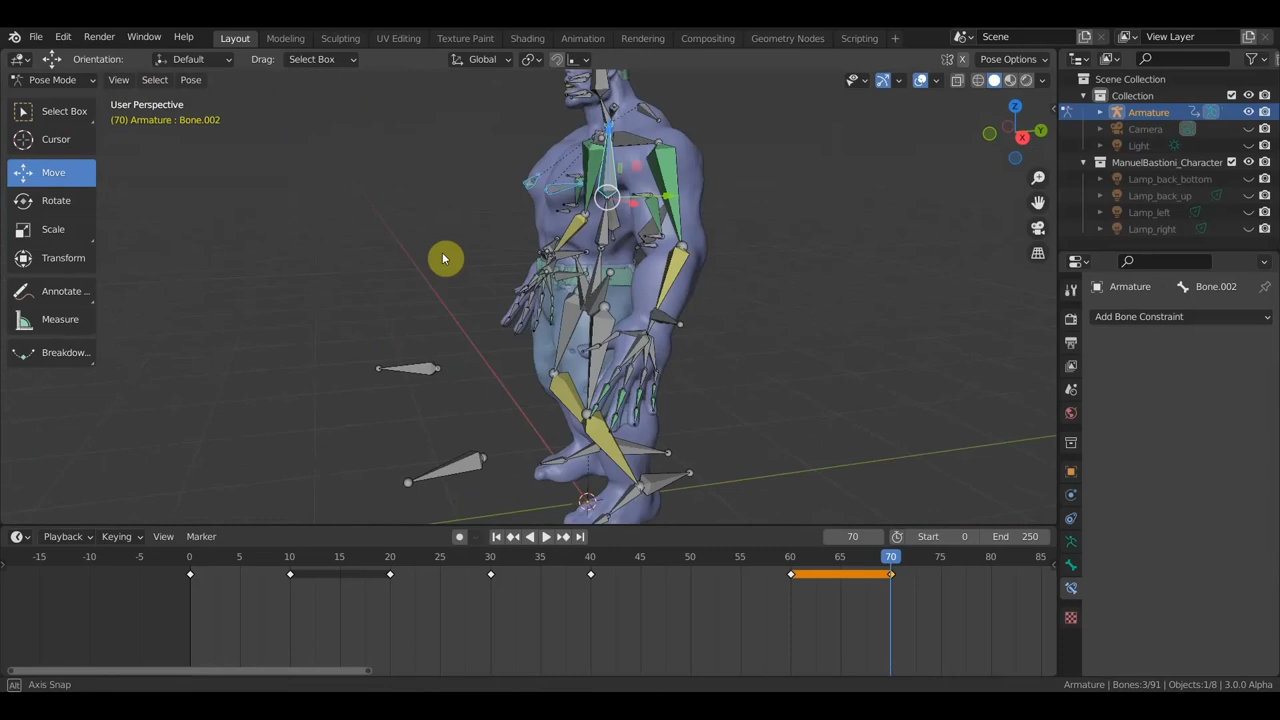 File Edit Render Window Help Layout Modeling Sculpting UV Editing Texture Paint Shading Animation Rendering Compositing Geometry Nodes Scripting + Scene View Layer
Orientation: Default Drag: Select Box Global X Pose Options
Pose Mode View Select Pose
Scene Collection
User Perspective
(70) Armature : Bone.002
Collection
Armature
Camera
Light
ManuelBastioni_Character
Lamp_back_bottom
Lamp_back_up
Lamp_left
Lamp_right
Select Box
Cursor
Move
Rotate
Scale
Transform
Annotate ...
Measure
Breakdow...
X
Y
Z
Armature Bone.002
Add Bone Constraint
Playback Keying View Marker 70 Start 0 End 250
-15 -10 -5 0 5 10 15 20 25 30 35 40 45 50 55 60 65 70 75 80 85
Alt Axis Snap Armature | Bones:3/91 | Objects:1/8 | 3.0.0 Alpha